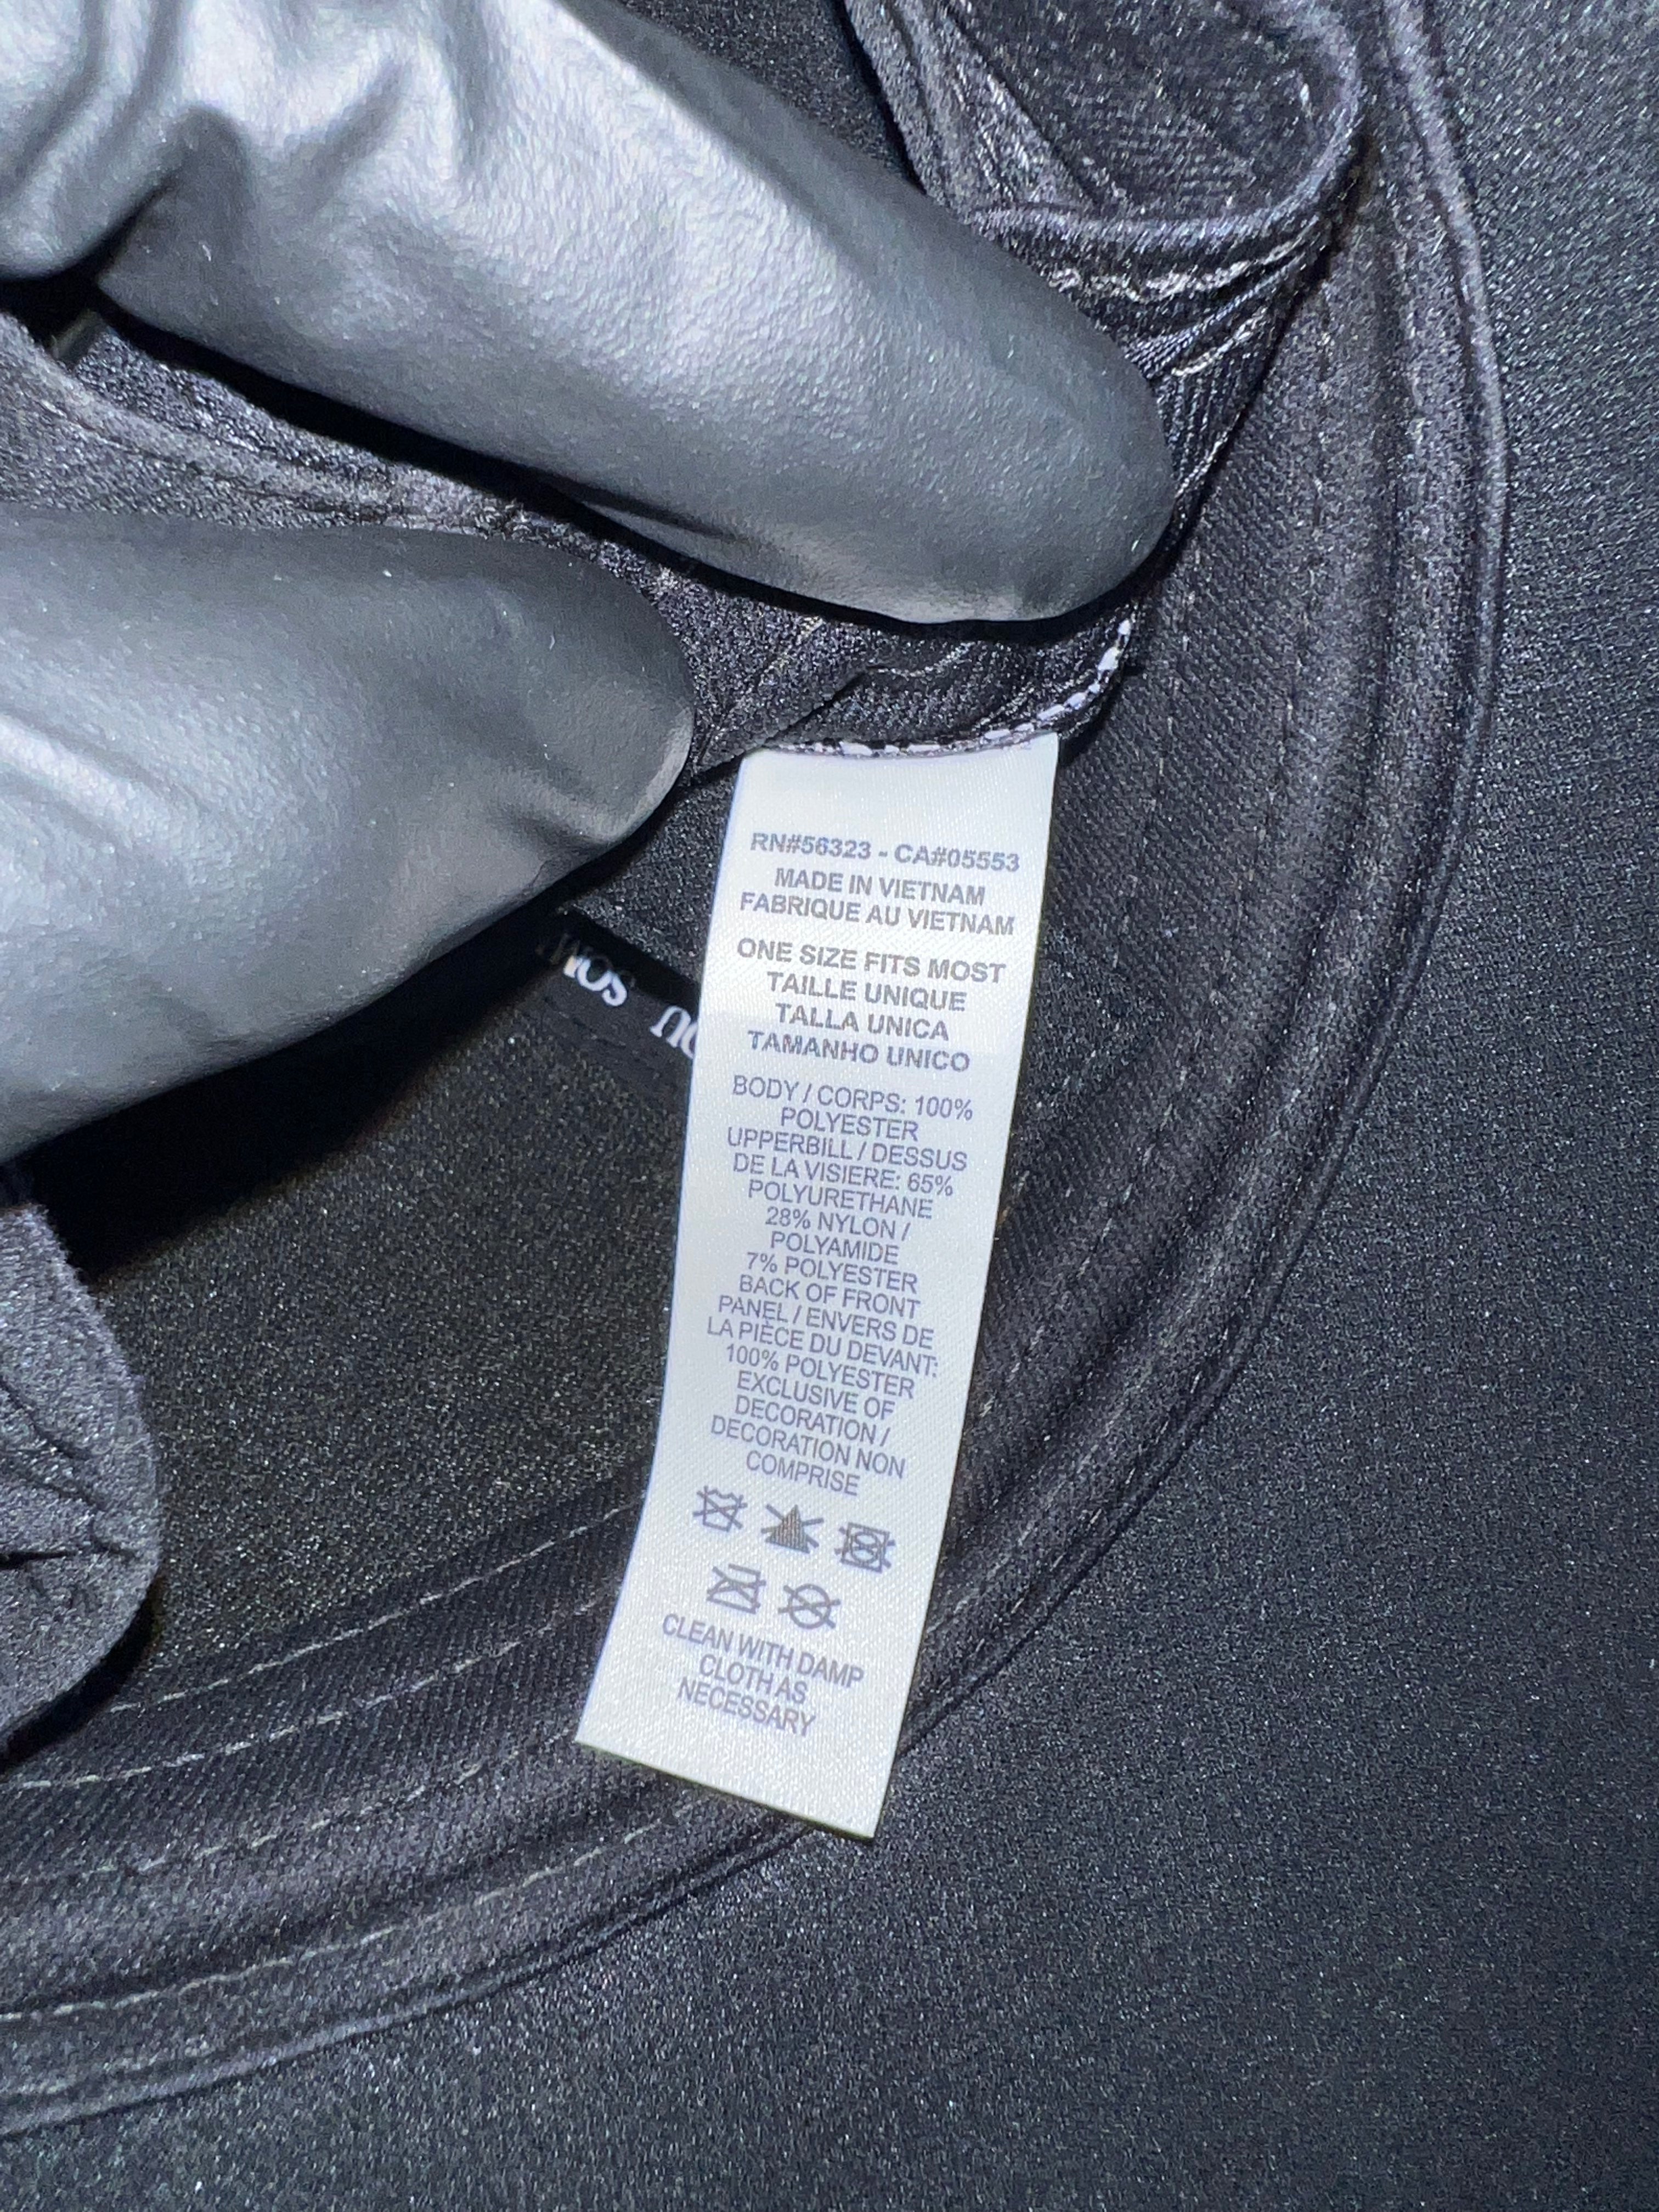 RN#56323 - CA#05553
MADE IN VIETNAM
FABRIQUE AU VIETNAM
ONE SIZE FITS MOST
TAILLE UNIQUE
TALLA UNICA
TAMANHO UNICO
BODY / CORPS: 100%
POLYESTER
UPPERBILL / DESSUS
DE LA VISIERE: 65%
POLYURETHANE
28% NYLON /
POLYAMIDE
7% POLYESTER
BACK OF FRONT
PANEL / ENVERS DE
LA PIÈCE DU DEVANT:
100% POLYESTER
EXCLUSIVE OF
DECORATION /
DECORATION NON
COMPRISE
CLEAN WITH DAMP
CLOTH AS
NECESSARY